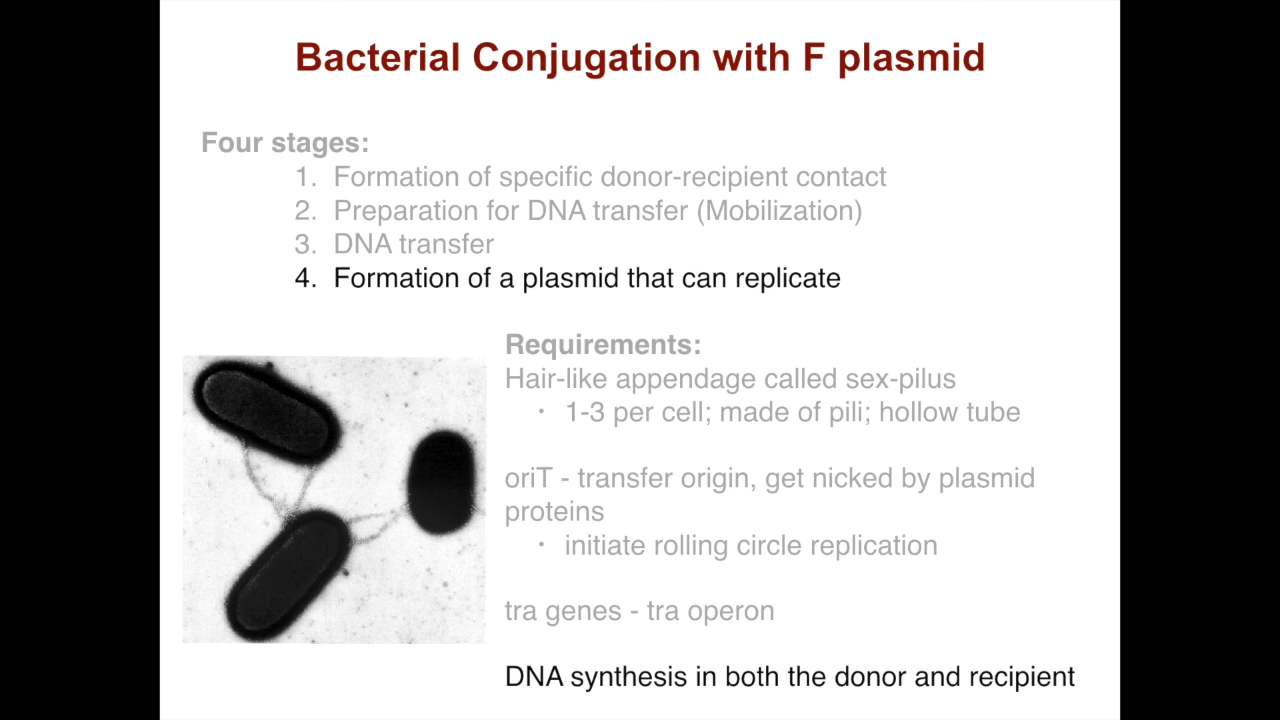 Bacterial Conjugation with F plasmid
Four stages:
1. Formation of specific donor-recipient contact
2. Preparation for DNA transfer (Mobilization)
3. DNA transfer
4. Formation of a plasmid that can replicate
Requirements:
Hair-like appendage called sex-pilus
• 1-3 per cell; made of pili; hollow tube
oriT - transfer origin, get nicked by plasmid
proteins
• initiate rolling circle replication
tra genes - tra operon
DNA synthesis in both the donor and recipient